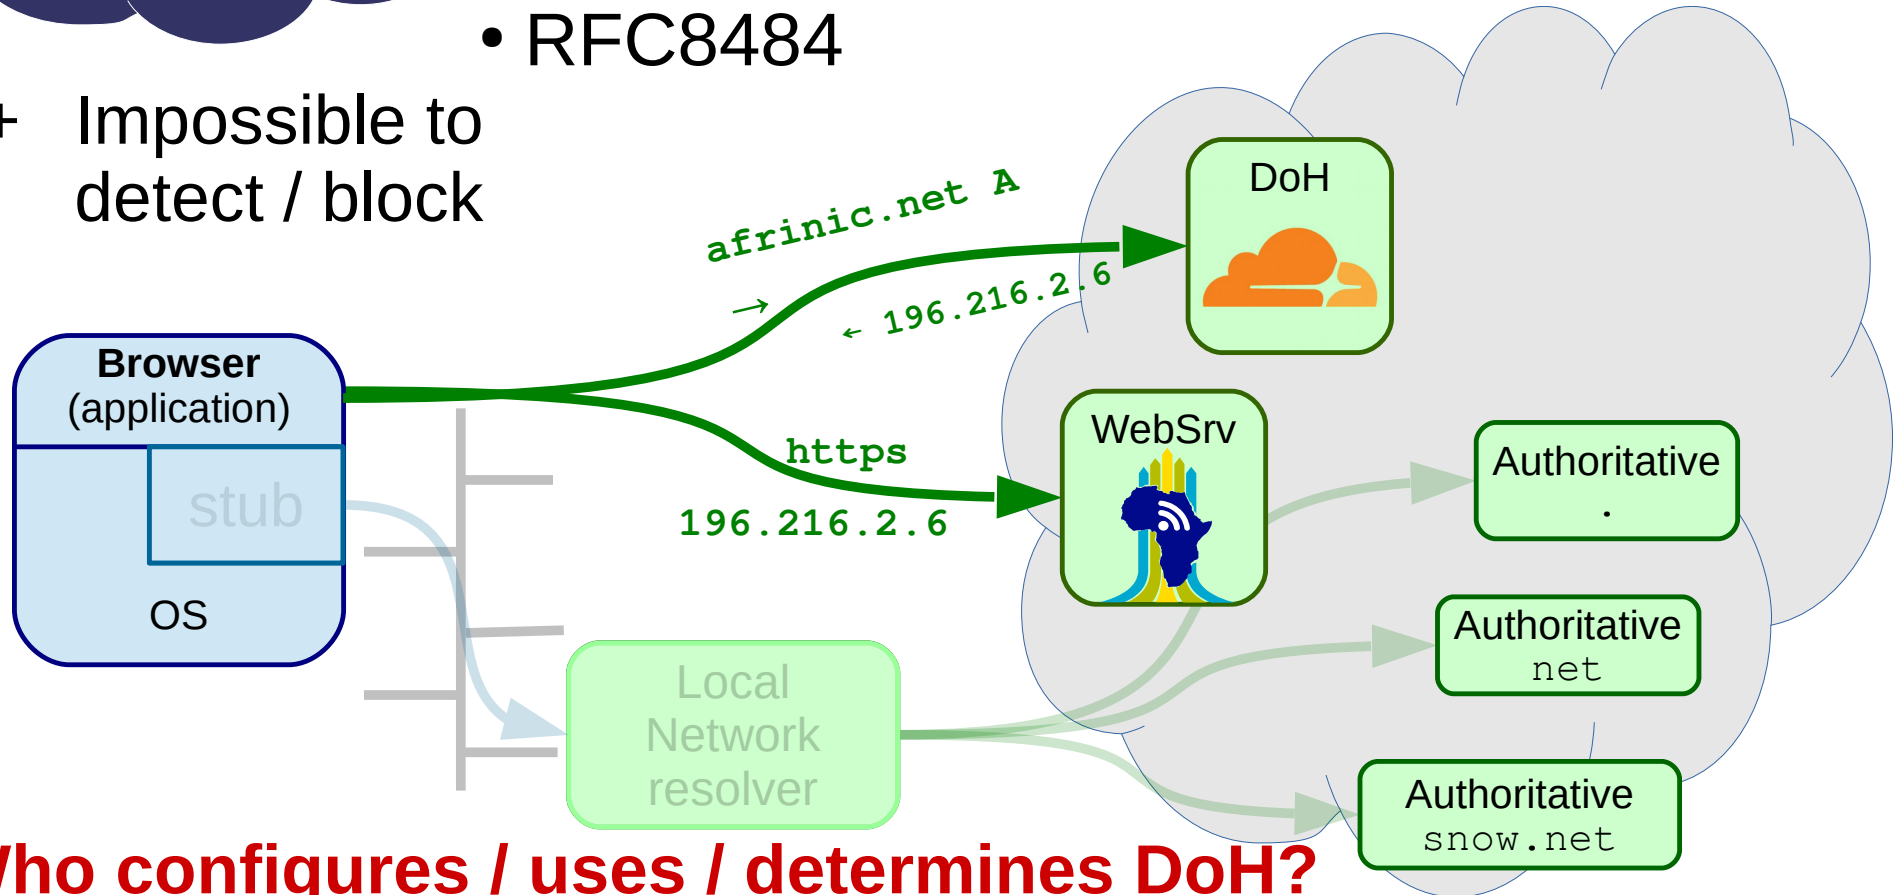 • RFC8484
+ Impossible to
detect / block
afrinic.net A
→
← 196.216.2.6
DoH
Browser
(application)
stub
OS
https
196.216.2.6
WebSrv
Authoritative
.
Authoritative
net
Authoritative
snow.net
Local
Network
resolver
Who configures / uses / determines DoH?